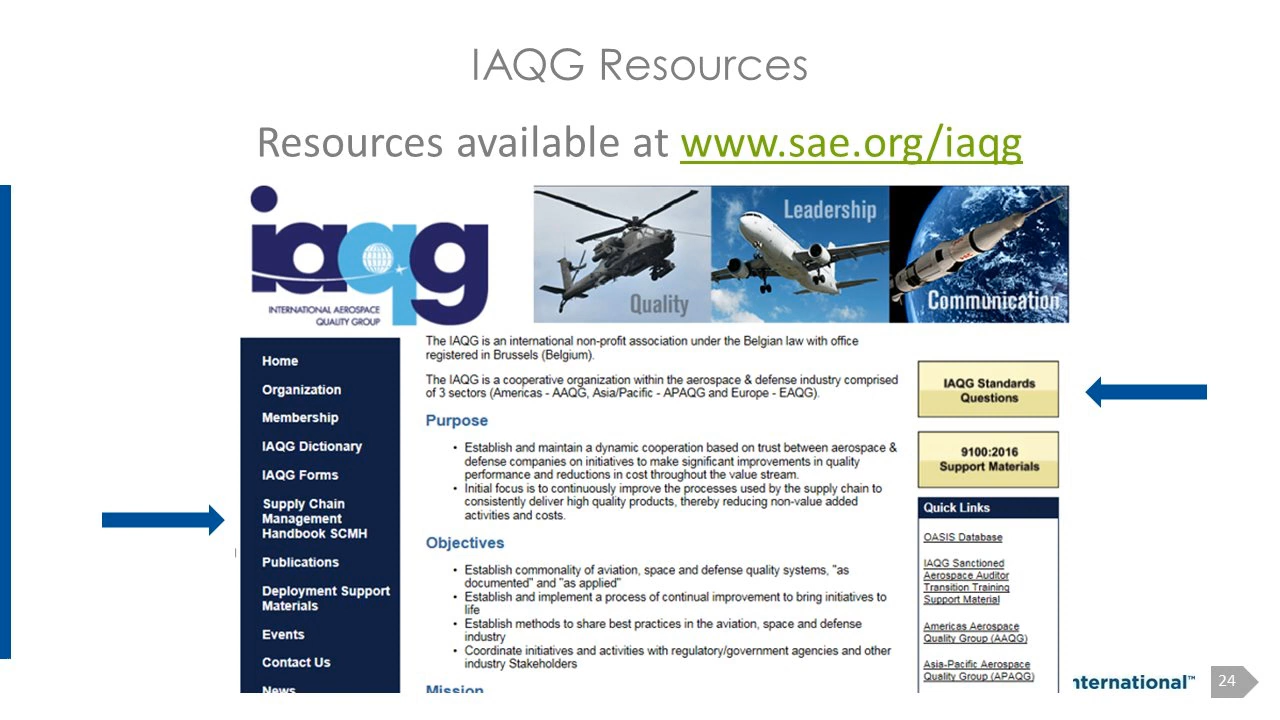 IAQG Resources
Resources available at www.sae.org/iaqg
iaqg
INTERNATIONAL AEROSPACE
QUALITY GROUP
Quality
Leadership
Communication
Home
Organization
Membership
IAQG Dictionary
IAQG Forms
Supply Chain
Management
Handbook SCMH
Publications
Deployment Support
Materials
Events
Contact Us
News
The IAQG is an international non-profit association under the Belgian law with office
registered in Brussels (Belgium).
The IAQG is a cooperative organization within the aerospace & defense industry comprised
of 3 sectors (Americas - AAQG, Asia/Pacific - APAQG and Europe - EAQG).
Purpose
• Establish and maintain a dynamic cooperation based on trust between aerospace &
defense companies on initiatives to make significant improvements in quality
performance and reductions in cost throughout the value stream.
• Initial focus is to continuously improve the processes used by the supply chain to
consistently deliver high quality products, thereby reducing non-value added
activities and costs.
Objectives
• Establish commonality of aviation, space and defense quality systems, "as
documented" and "as applied"
• Establish and implement a process of continual improvement to bring initiatives to
life
• Establish methods to share best practices in the aviation, space and defense
industry
• Coordinate initiatives and activities with regulatory/government agencies and other
industry Stakeholders
Mission
IAQG Standards
Questions
9100:2016
Support Materials
Quick Links
OASIS Database
IAQG Sanctioned
Aerospace Auditor
Transition Training
Support Material
Americas Aerospace
Quality Group (AAQG)
Asia-Pacific Aerospace
Quality Group (APAQG)
nternational™
24